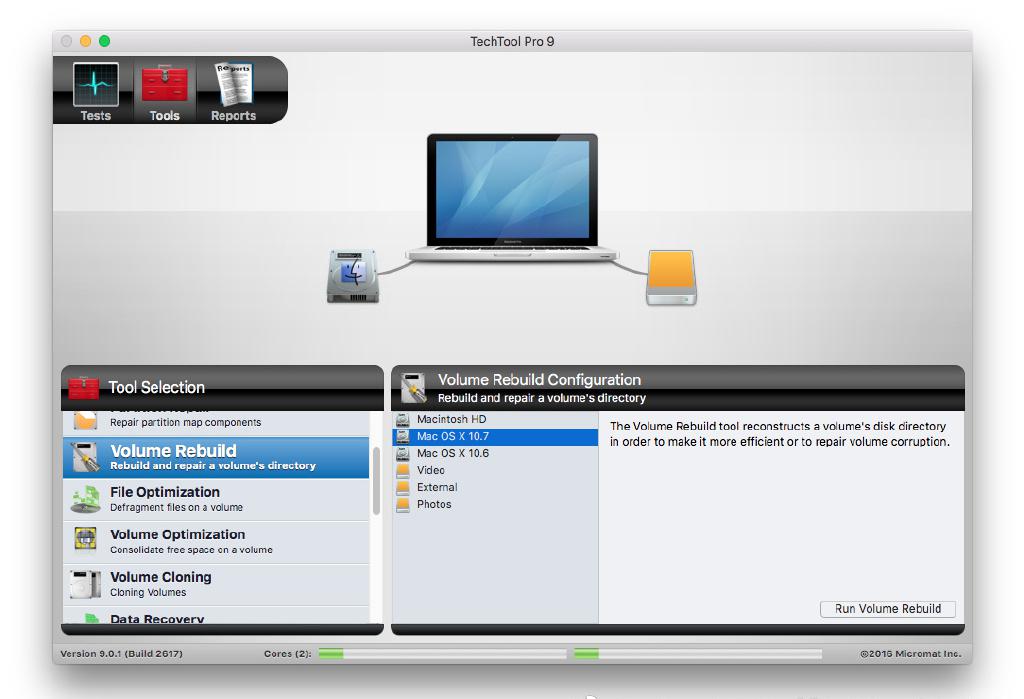 TechTool Pro 9
Reports
Tests
Tools
Reports
Tool Selection
Partition Repair
Repair partition map components
Volume Rebuild
Rebuild and repair a volume's directory
File Optimization
Defragment files on a volume
Volume Optimization
Consolidate free space on a volume
Volume Cloning
Cloning Volumes
Data Recovery
Volume Rebuild Configuration
Rebuild and repair a volume's directory
Macintosh HD
Mac OS X 10.7
Mac OS X 10.6
Video
External
Photos
The Volume Rebuild tool reconstructs a volume's disk directory
in order to make it more efficient or to repair volume corruption.
Run Volume Rebuild
Version 9.0.1 (Build 2617)
Cores (2):
©2016 Micromat Inc.